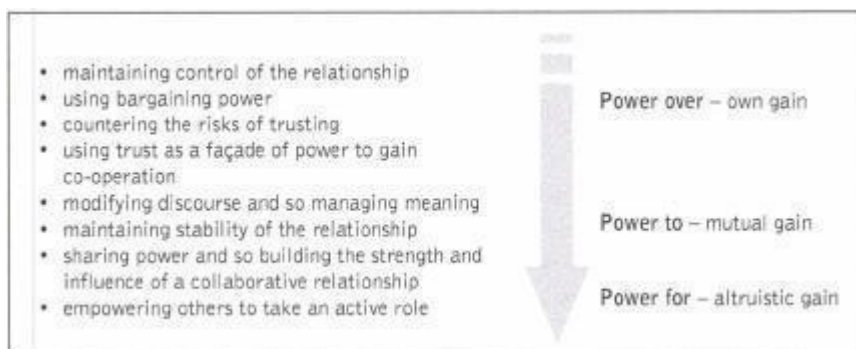 • maintaining control of the relationship
• using bargaining power
• countering the risks of trusting
• using trust as a façade of power to gain
co-operation
• modifying discourse and so managing meaning
• maintaining stability of the relationship
• sharing power and so building the strength and
influence of a collaborative relationship
• empowering others to take an active role
Power over – own gain
Power to – mutual gain
Power for – altruistic gain